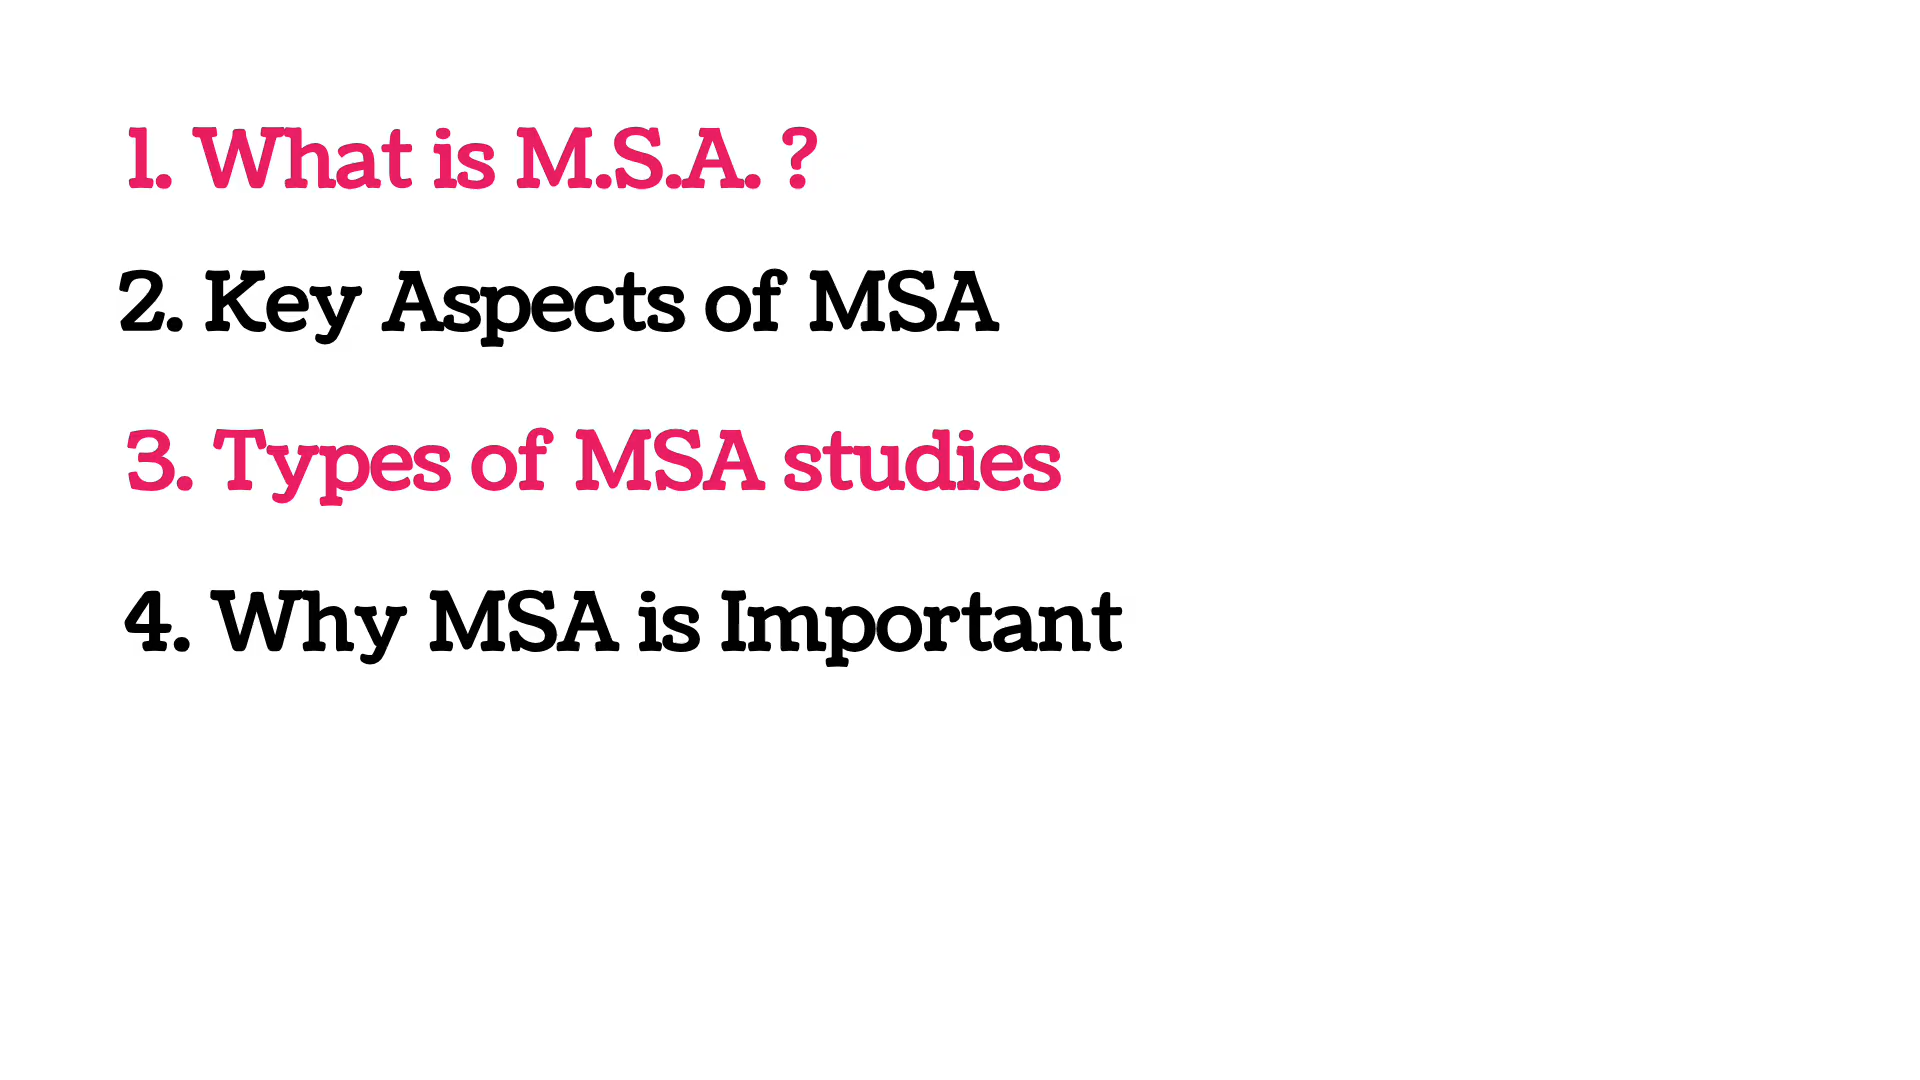 1. What is M.S.A. ?
2. Key Aspects of MSA
3. Types of MSA studies
4. Why MSA is Important